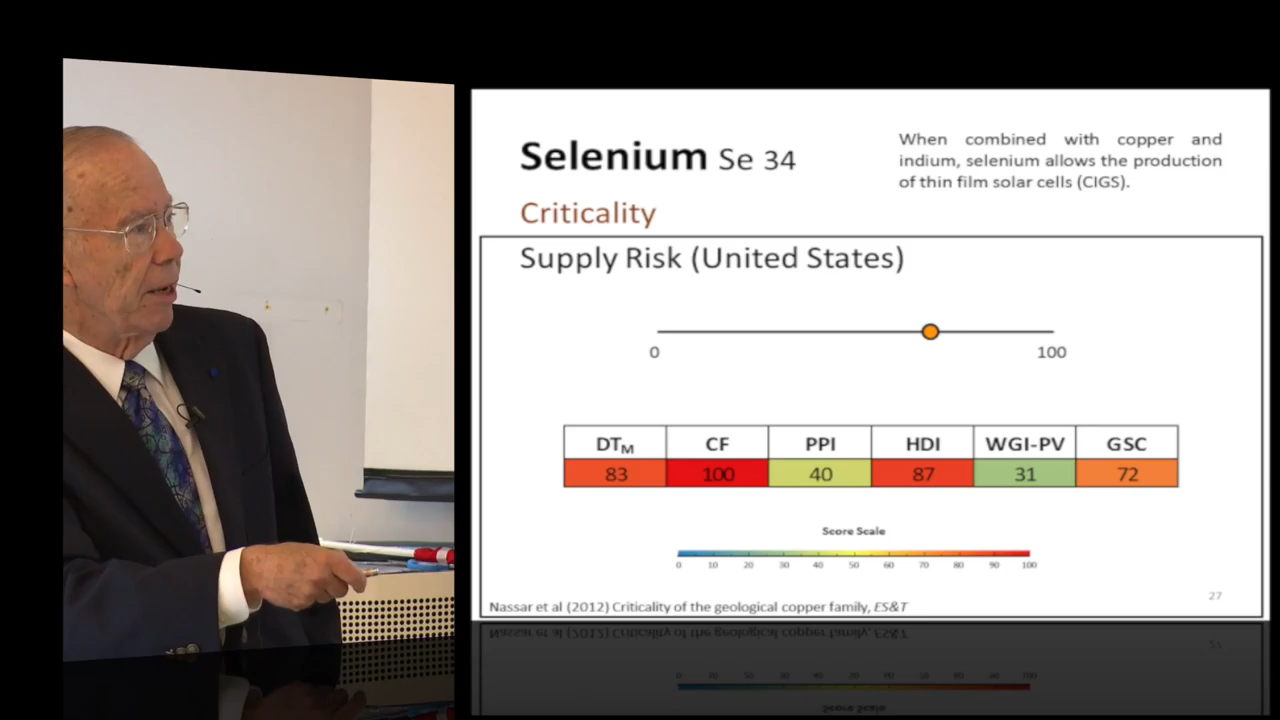 Selenium Se 34
When combined with copper and
indium, selenium allows the production
of thin film solar cells (CIGS).
Criticality
Supply Risk (United States)
0 100
DTM CF PPI HDI WGI-PV GSC
83 100 40 87 31 72
Score Scale
0 10 20 30 40 50 60 70 80 90 100
Nassar et al (2012) Criticality of the geological copper family, ES&T
27